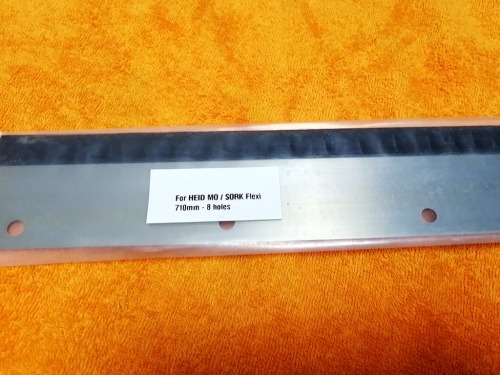 For HEID MO / SORK Flexi
710mm - 8 holes